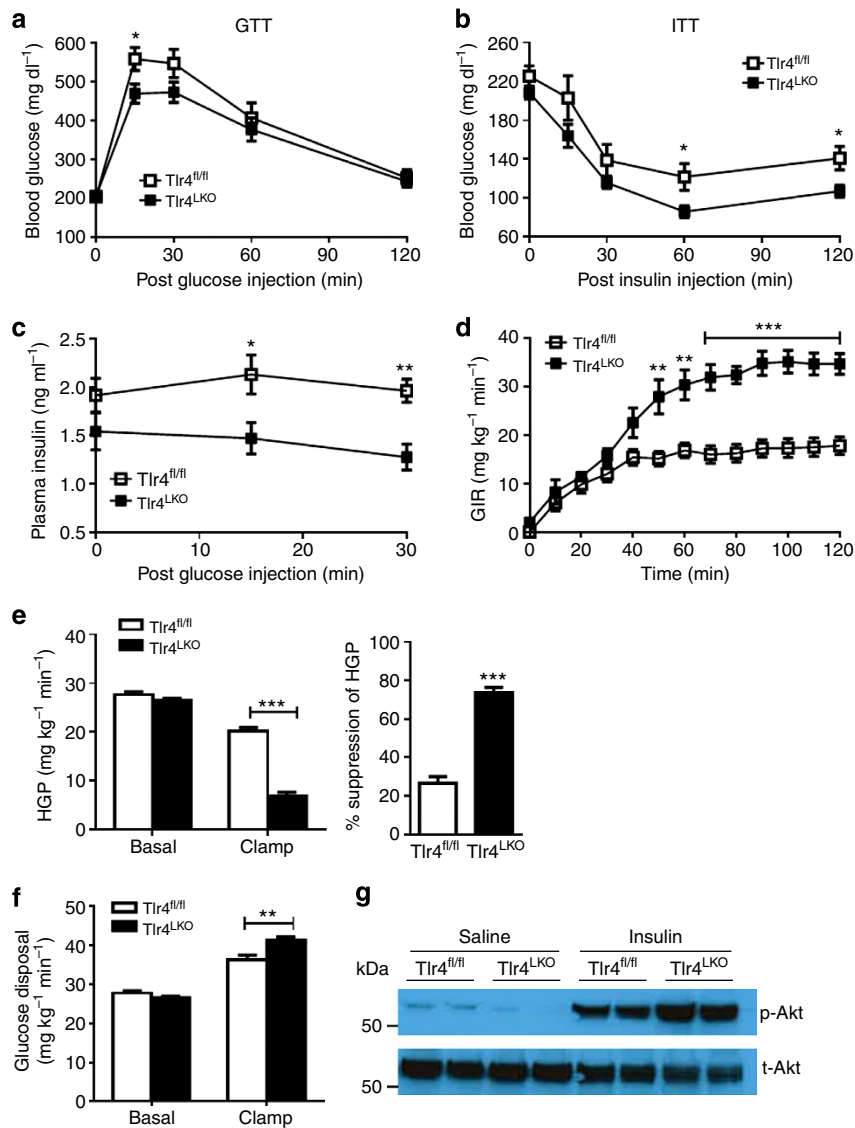 a
GTT
*
600
500
400
300
200
100
Blood glucose (mg dl⁻¹)
Tlr4fl/fl
Tlr4LKO
0 30 60 90 120
Post glucose injection (min)
b
ITT
260
220
180
140
100
60
Blood glucose (mg dl⁻¹)
Tlr4fl/fl
Tlr4LKO
*
*
0 30 60 90 120
Post insulin injection (min)
c
2.5
2.0
1.5
1.0
0.5
Plasma insulin (ng ml⁻¹)
*
**
Tlr4fl/fl
Tlr4LKO
0 10 20 30
Post glucose injection (min)
d
40
30
20
10
0
GIR (mg kg⁻¹ min⁻¹)
Tlr4fl/fl
Tlr4LKO
** ** ***
0 20 40 60 80 100 120
Time (min)
e
Tlr4fl/fl
Tlr4LKO
40
30
20
10
0
HGP (mg kg⁻¹ min⁻¹)
***
Basal Clamp
100
80
60
40
20
0
% suppression of HGP
***
Tlr4fl/fl Tlr4LKO
f
Tlr4fl/fl
Tlr4LKO
50
40
30
20
10
0
Glucose disposal
(mg kg⁻¹ min⁻¹)
**
Basal Clamp
g
Saline Insulin
kDa Tlr4fl/fl Tlr4LKO Tlr4fl/fl Tlr4LKO
50
p-Akt
50
t-Akt